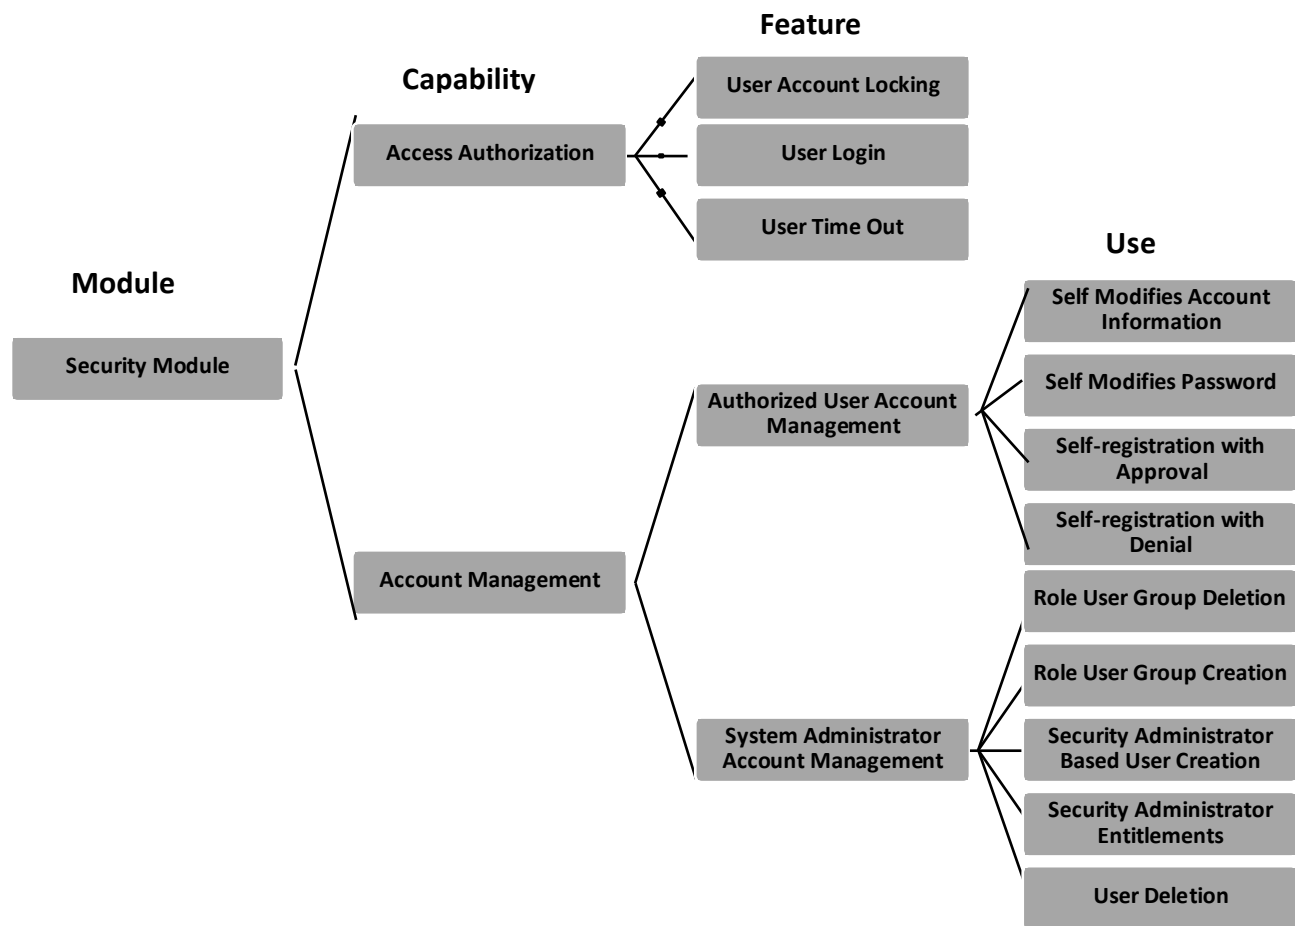 Feature
Capability
User Account Locking
Access Authorization
User Login
User Time Out
Use
Module
Self Modifies Account
Information
Security Module
Self Modifies Password
Authorized User Account
Management
Self-registration with
Approval
Self-registration with
Denial
Account Management
Role User Group Deletion
Role User Group Creation
System Administrator
Account Management
Security Administrator
Based User Creation
Security Administrator
Entitlements
User Deletion